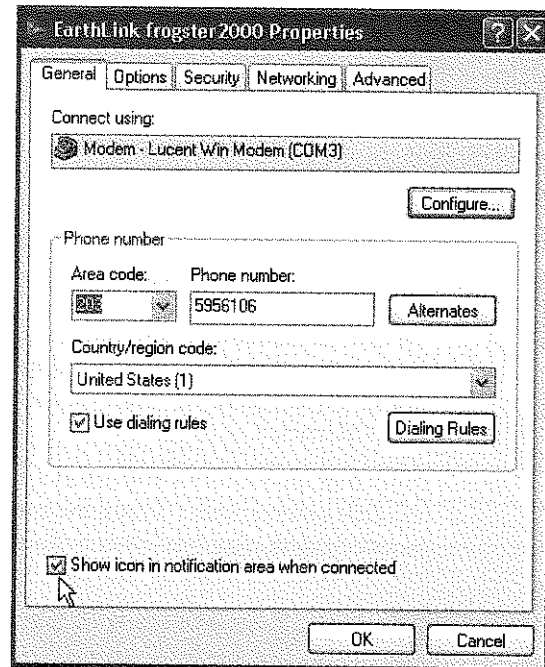 EarthLink frogster2000 Properties
General Options Security Networking Advanced
Connect using:
Modem - Lucent Win Modem (COM3)
Configure...
Phone number
Area code: Phone number:
5956106 Alternates
Country/region code:
United States (1)
Use dialing rules Dialing Rules
Show icon in notification area when connected
OK Cancel